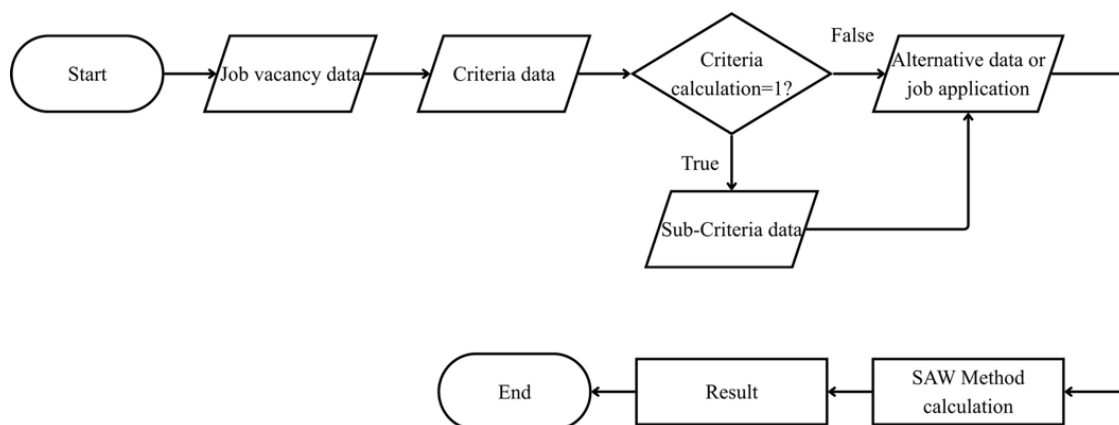 Start
Job vacancy data
Criteria data
Criteria
calculation=1?
False
Alternative data or
job application
True
Sub-Criteria data
End
Result
SAW Method
calculation